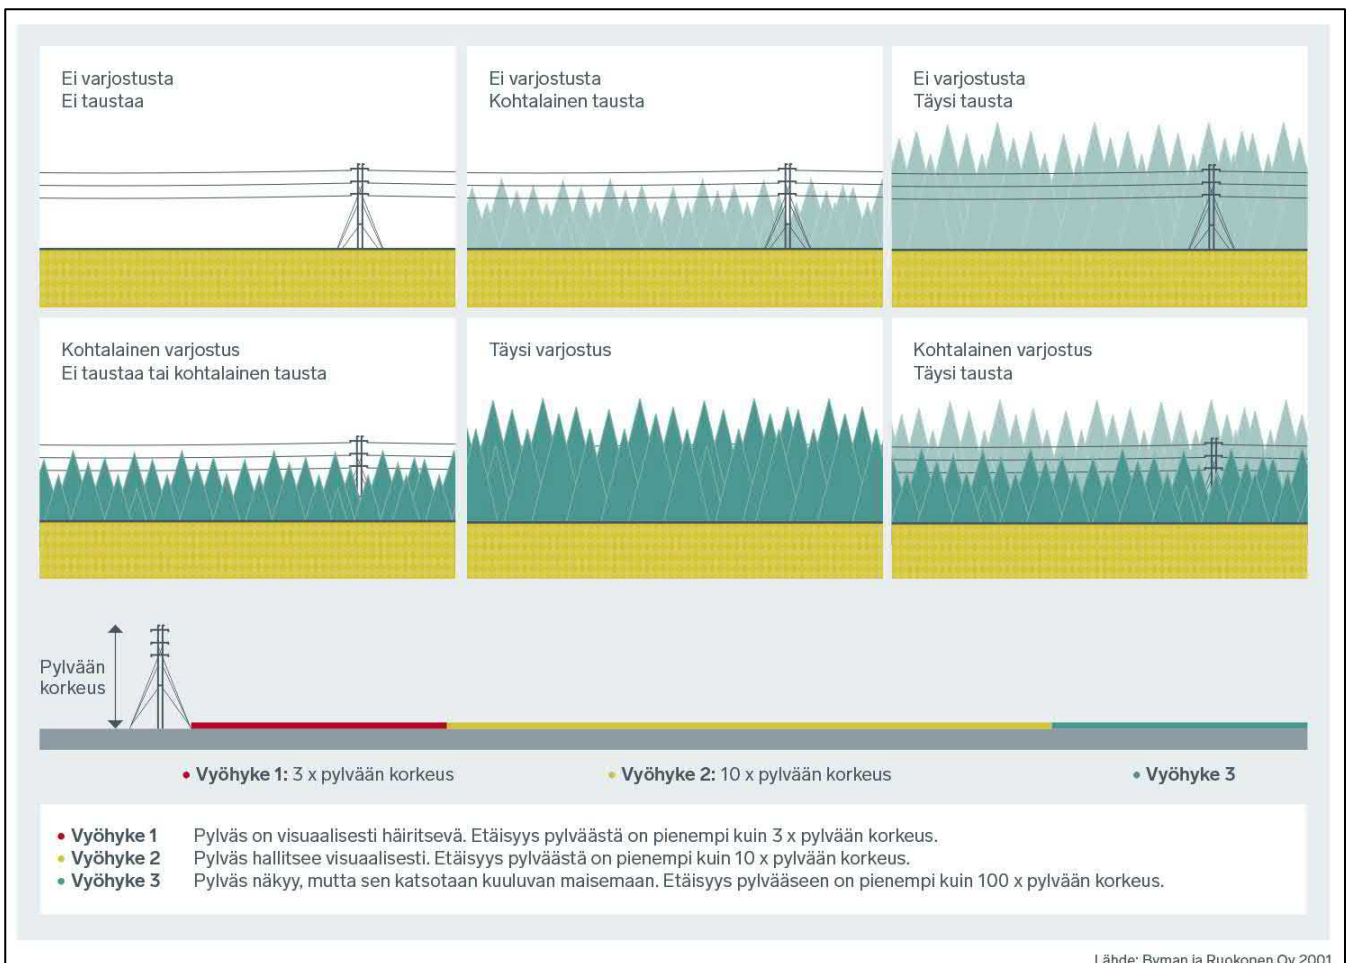 Ei varjostusta
Ei taustaa
Ei varjostusta
Kohtalainen tausta
Ei varjostusta
Täysi tausta
Kohtalainen varjostus
Ei taustaa tai kohtalainen tausta
Täysi varjostus
Kohtalainen varjostus
Täysi tausta
Pylvään
korkeus
• Vyöhyke 1: 3 x pylvään korkeus
• Vyöhyke 2: 10 x pylvään korkeus
• Vyöhyke 3
• Vyöhyke 1 Pylväs on visuaalisesti häiritsevä. Etäisyys pylväästä on pienempi kuin 3 x pylvään korkeus.
• Vyöhyke 2 Pylväs hallitsee visuaalisesti. Etäisyys pylväästä on pienempi kuin 10 x pylvään korkeus.
• Vyöhyke 3 Pylväs näkyy, mutta sen katsotaan kuuluvan maisemaan. Etäisyys pylvääseen on pienempi kuin 100 x pylvään korkeus.
Lähde: Byman ja Ruokonen Oy 2001